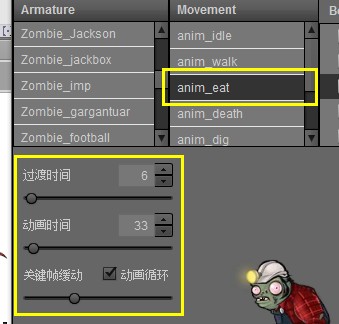 Armature
Movement
Zombie_Jackson
anim_idle
Zombie_jackbox
anim_walk
Zombie_imp
anim_eat
Zombie_gargantuar
anim_death
Zombie_football
anim_dig
过渡时间 6
动画时间 33
关键帧缓动 动画循环